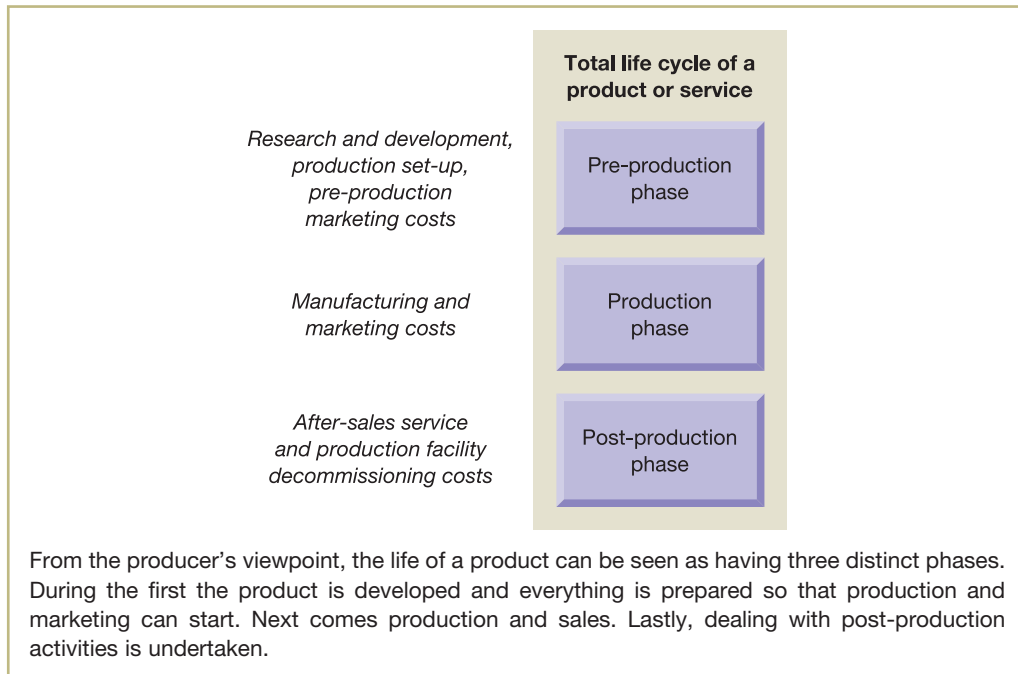 Total life cycle of a
product or service
Research and development,
production set-up,
pre-production
marketing costs
Pre-production
phase
Manufacturing and
marketing costs
Production
phase
After-sales service
and production facility
decommissioning costs
Post-production
phase
From the producer’s viewpoint, the life of a product can be seen as having three distinct phases.
During the first the product is developed and everything is prepared so that production and
marketing can start. Next comes production and sales. Lastly, dealing with post-production
activities is undertaken.